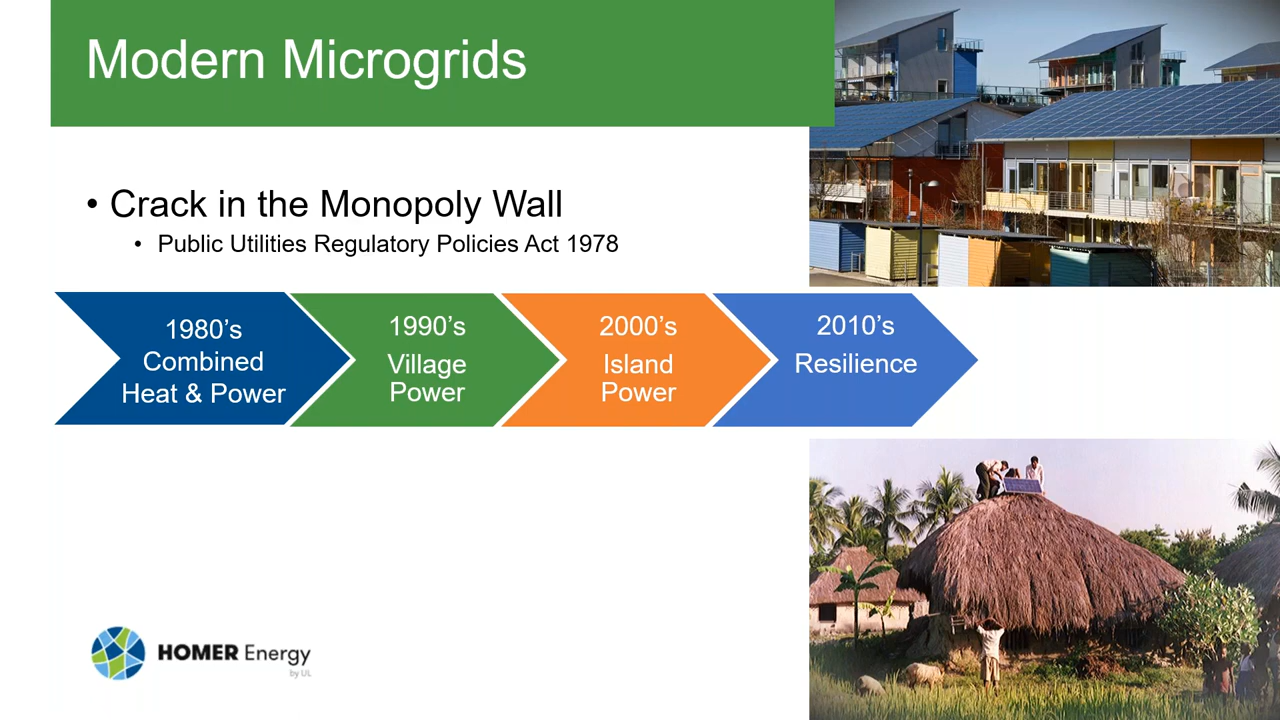 Modern Microgrids
• Crack in the Monopoly Wall
• Public Utilities Regulatory Policies Act 1978
1980’s
Combined
Heat & Power
1990’s
Village
Power
2000’s
Island
Power
2010’s
Resilience
HOMER Energy
by UL